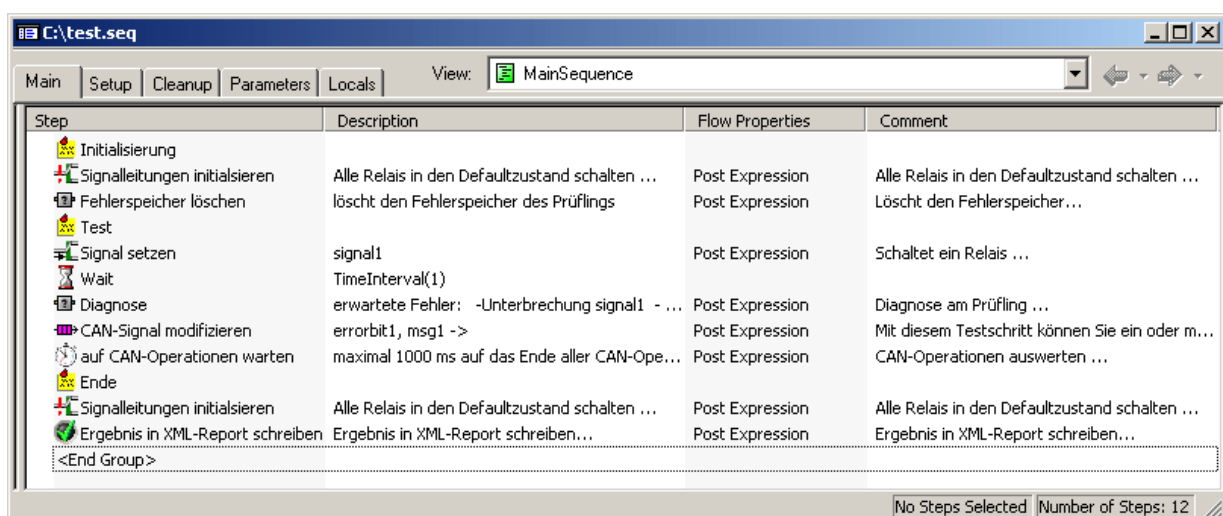 C:\test.seq
Main Setup Cleanup Parameters Locals View: MainSequence
Step Description Flow Properties Comment
Initialisierung
Signalleitungen initialsieren Alle Relais in den Defaultzustand schalten ... Post Expression Alle Relais in den Defaultzustand schalten ...
Fehlerspeicher löschen löscht den Fehlerspeicher des Prüflings Post Expression Löscht den Fehlerspeicher...
Test
Signal setzen signal1 Post Expression Schaltet ein Relais ...
Wait TimeInterval(1)
Diagnose erwartete Fehler: -Unterbrechung signal1 - ... Post Expression Diagnose am Prüfling ...
CAN-Signal modifizieren errorbit1, msg1 -> Post Expression Mit diesem Testschritt können Sie ein oder m...
auf CAN-Operationen warten maximal 1000 ms auf das Ende aller CAN-Ope... Post Expression CAN-Operationen auswerten ...
Ende
Signalleitungen initialsieren Alle Relais in den Defaultzustand schalten ... Post Expression Alle Relais in den Defaultzustand schalten ...
Ergebnis in XML-Report schreiben Ergebnis in XML-Report schreiben... Post Expression Ergebnis in XML-Report schreiben...
<End Group>
No Steps Selected Number of Steps: 12